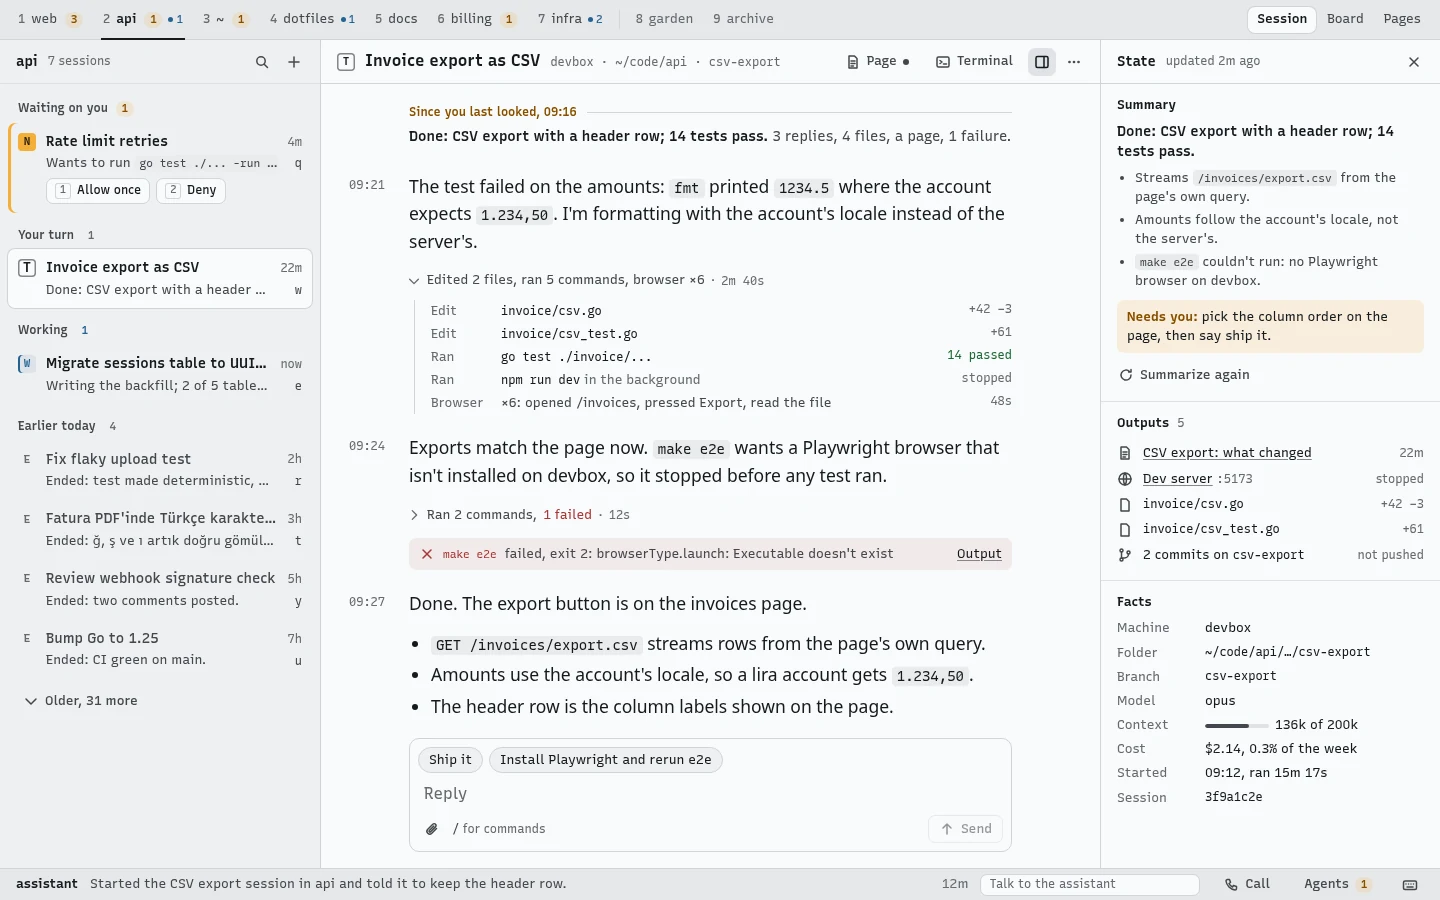 1 web 3 2 api 1 •1 3 ~ 1 4 dotfiles •1 5 docs 6 billing 1 7 infra •2 8 garden 9 archive Session Board Pages
api 7 sessions
Waiting on you 1
N Rate limit retries 4m
Wants to run go test ./... -run … q
1 Allow once 2 Deny
Your turn 1
T Invoice export as CSV 22m
Done: CSV export with a header … w
Working 1
W Migrate sessions table to UUI… now
Writing the backfill; 2 of 5 table… e
Earlier today 4
E Fix flaky upload test 2h
Ended: test made deterministic, … r
E Fatura PDF'inde Türkçe karakte… 3h
Ended: ğ, ş ve ı artık doğru gömül… t
E Review webhook signature check 5h
Ended: two comments posted. y
E Bump Go to 1.25 7h
Ended: CI green on main. u
Older, 31 more
T Invoice export as CSV devbox · ~/code/api · csv-export Page • Terminal
Since you last looked, 09:16
Done: CSV export with a header row; 14 tests pass. 3 replies, 4 files, a page, 1 failure.
09:21 The test failed on the amounts: fmt printed 1234.5 where the account
expects 1.234,50. I'm formatting with the account's locale instead of the
server's.
Edited 2 files, ran 5 commands, browser ×6 · 2m 40s
Edit invoice/csv.go +42 −3
Edit invoice/csv_test.go +61
Ran go test ./invoice/... 14 passed
Ran npm run dev in the background stopped
Browser ×6: opened /invoices, pressed Export, read the file 48s
09:24 Exports match the page now. make e2e wants a Playwright browser that
isn't installed on devbox, so it stopped before any test ran.
Ran 2 commands, 1 failed · 12s
make e2e failed, exit 2: browserType.launch: Executable doesn't exist Output
09:27 Done. The export button is on the invoices page.
• GET /invoices/export.csv streams rows from the page's own query.
• Amounts use the account's locale, so a lira account gets 1.234,50.
• The header row is the column labels shown on the page.
Ship it Install Playwright and rerun e2e
Reply
/ for commands Send
State updated 2m ago
Summary
Done: CSV export with a header row; 14
tests pass.
• Streams /invoices/export.csv from the
page's own query.
• Amounts follow the account's locale, not
the server's.
• make e2e couldn't run: no Playwright
browser on devbox.
Needs you: pick the column order on the
page, then say ship it.
Summarize again
Outputs 5
CSV export: what changed 22m
Dev server :5173 stopped
invoice/csv.go +42 −3
invoice/csv_test.go +61
2 commits on csv-export not pushed
Facts
Machine devbox
Folder ~/code/api/…/csv-export
Branch csv-export
Model opus
Context 136k of 200k
Cost $2.14, 0.3% of the week
Started 09:12, ran 15m 17s
Session 3f9a1c2e
assistant Started the CSV export session in api and told it to keep the header row. 12m Talk to the assistant Call Agents 1